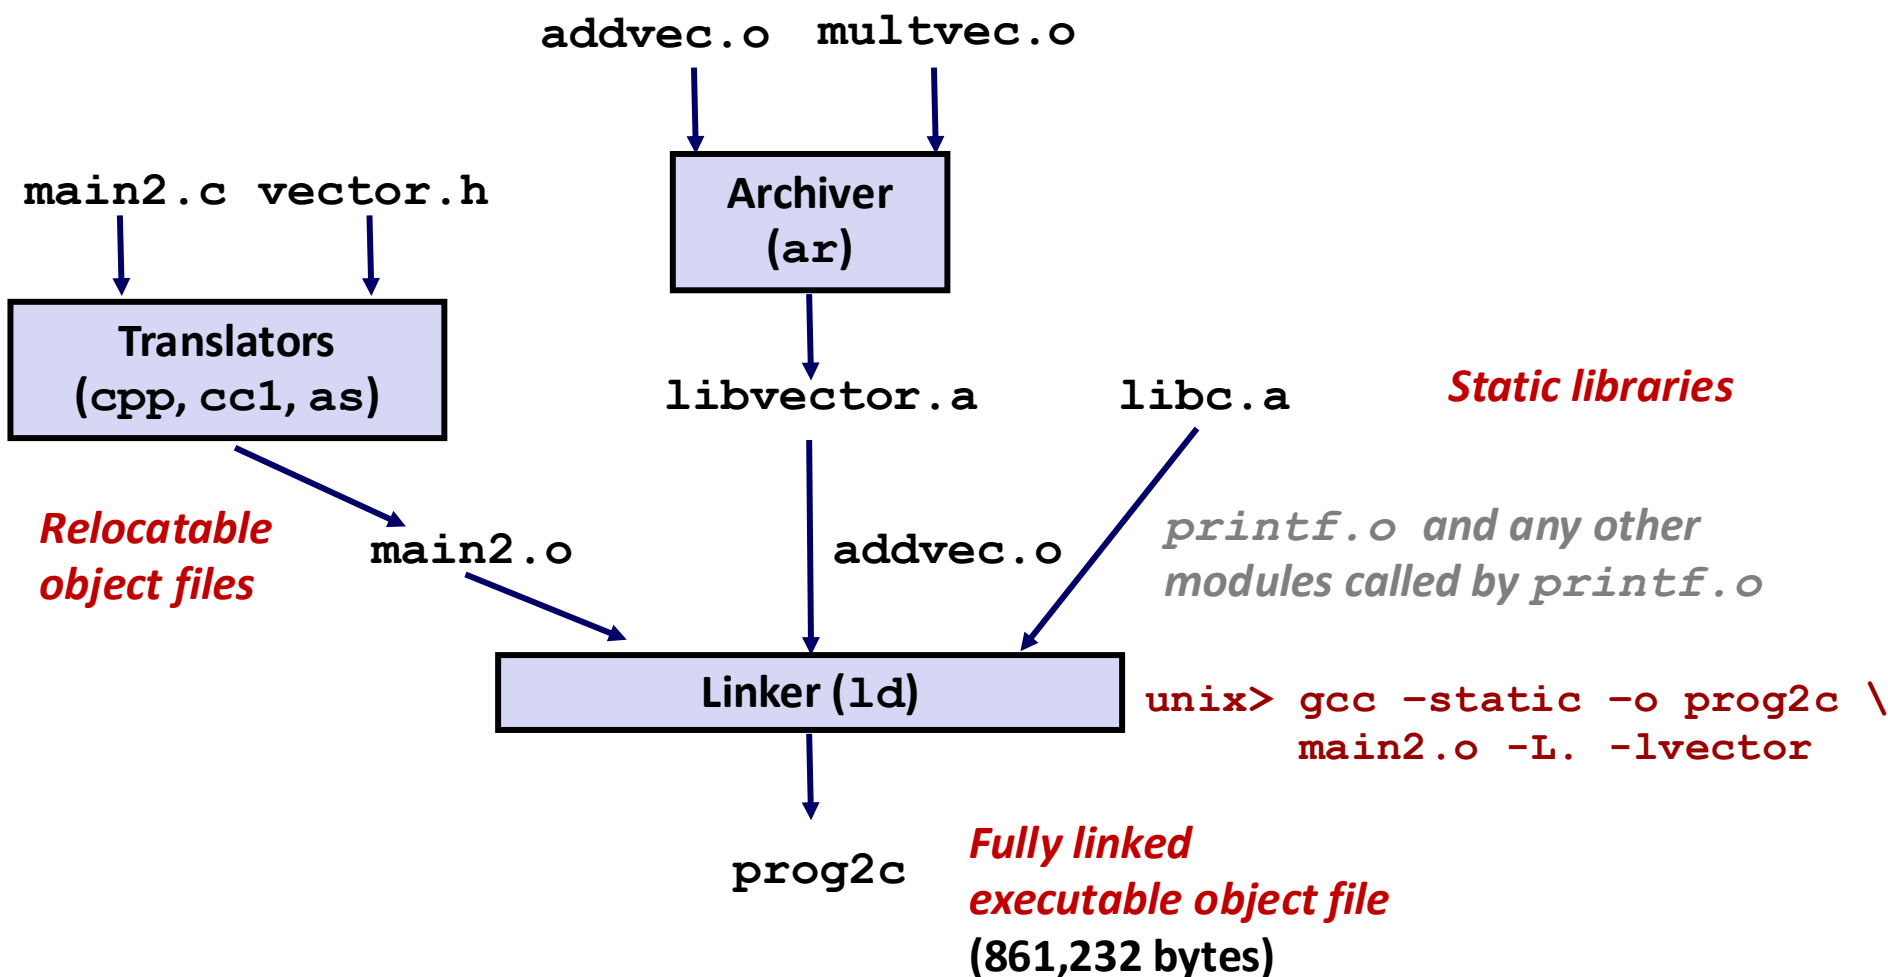 addvec.o multvec.o
main2.c vector.h
Archiver
(ar)
Translators
(cpp, cc1, as)
libvector.a
libc.a
Static libraries
Relocatable
object files
main2.o
addvec.o
printf.o and any other
modules called by printf.o
Linker (ld)
unix> gcc –static –o prog2c \
main2.o -L. -lvector
prog2c
Fully linked
executable object file
(861,232 bytes)